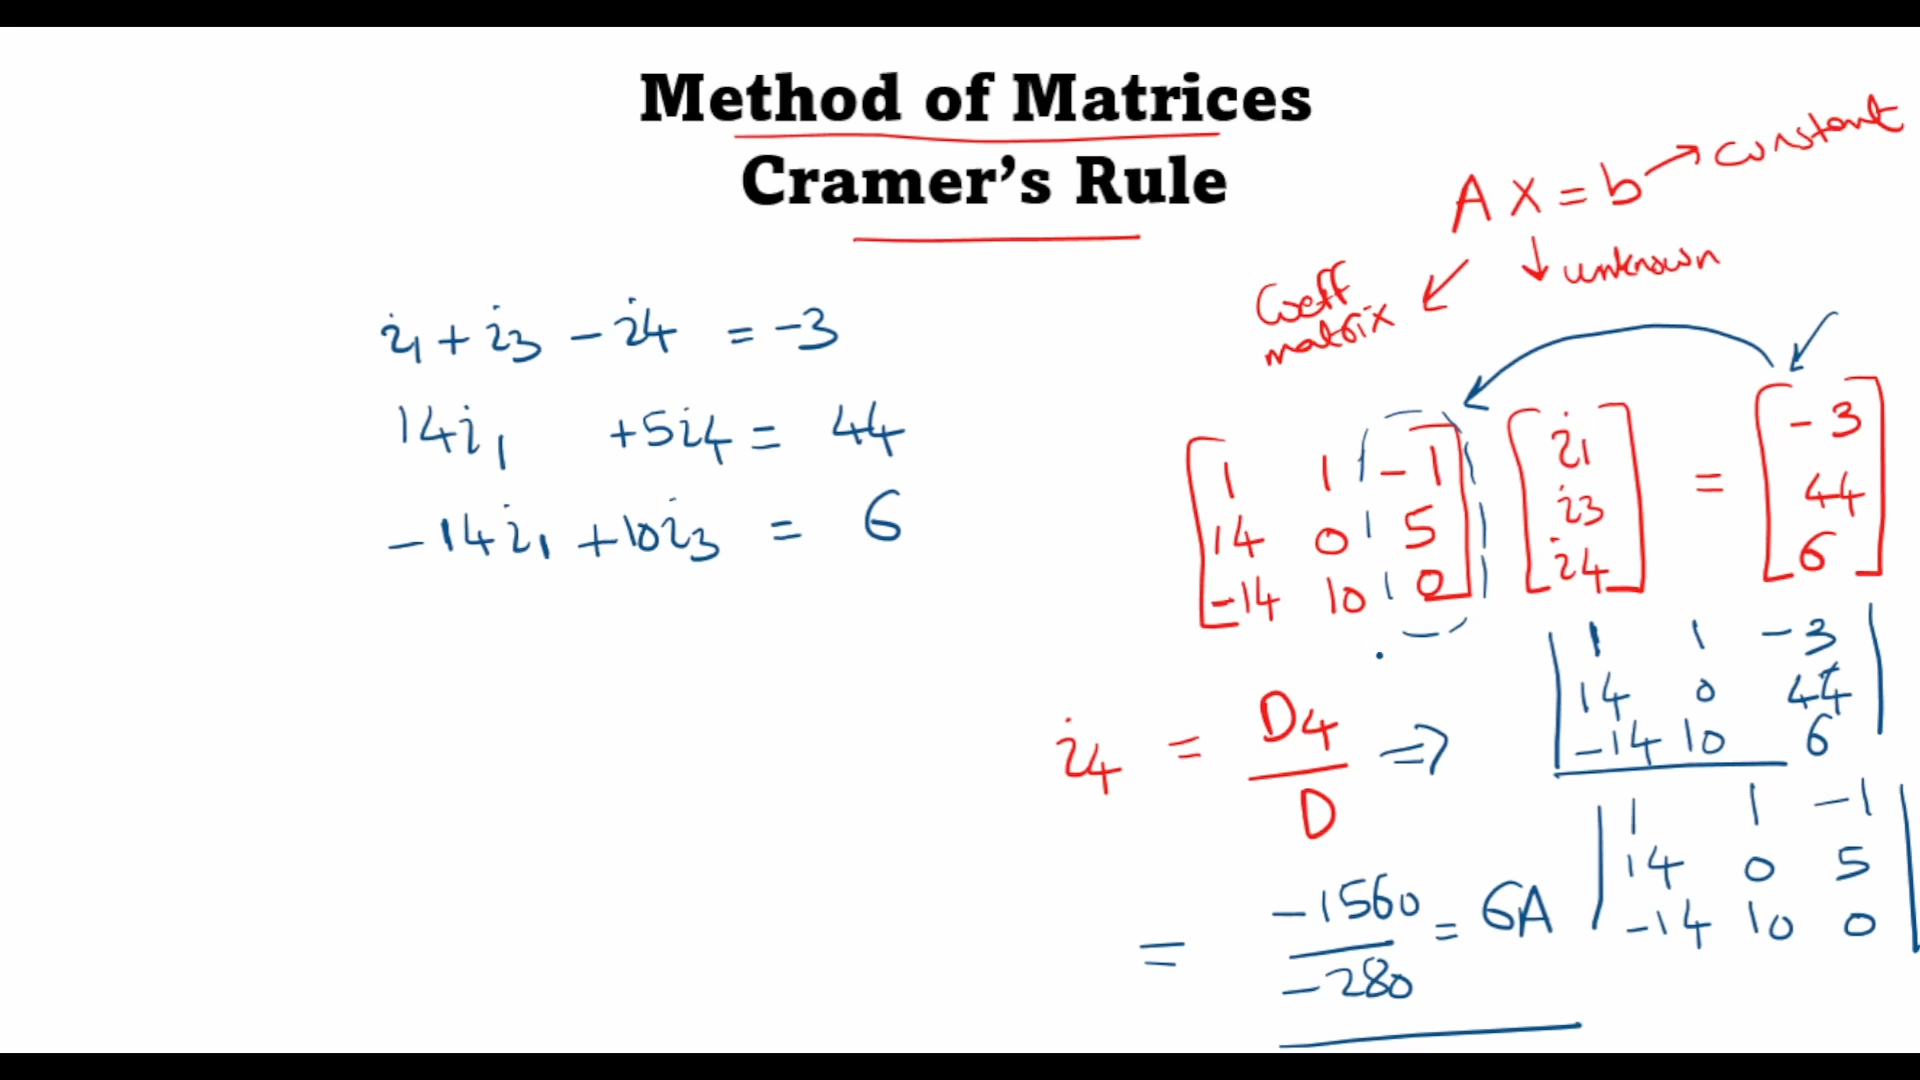 Method of Matrices
Cramer's Rule
A X = b → constant
↓ unknown
Coeff
matrix
i1 + i3 - i4 = -3
14i1 +5i4 = 44
-14i1 +10i3 = 6
1 1 -1
14 0 5
-14 10 0
i1
i3
i4
=
-3
44
6
i4 = D4 / D ⇒
1 1 -3
14 0 44
-14 10 6
1 1 -1
14 0 5
-14 10 0
= -1560 / -280 = 6A